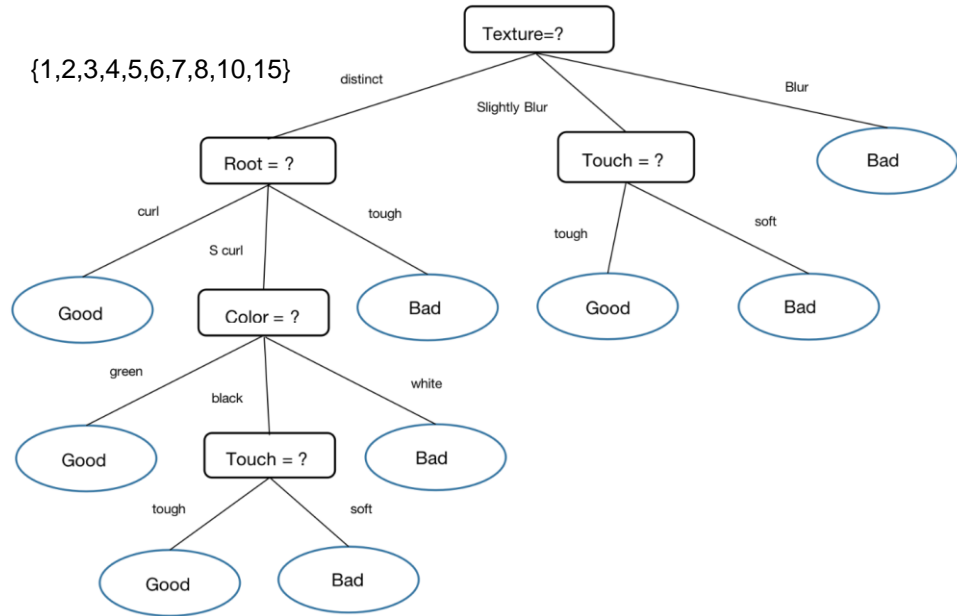 Texture=?
{1,2,3,4,5,6,7,8,10,15}
distinct
Slightly Blur
Blur
Root = ?
Touch = ?
Bad
curl
S curl
tough
tough
soft
Good
Color = ?
Bad
Good
Bad
green
black
white
Good
Touch = ?
Bad
tough
soft
Good
Bad